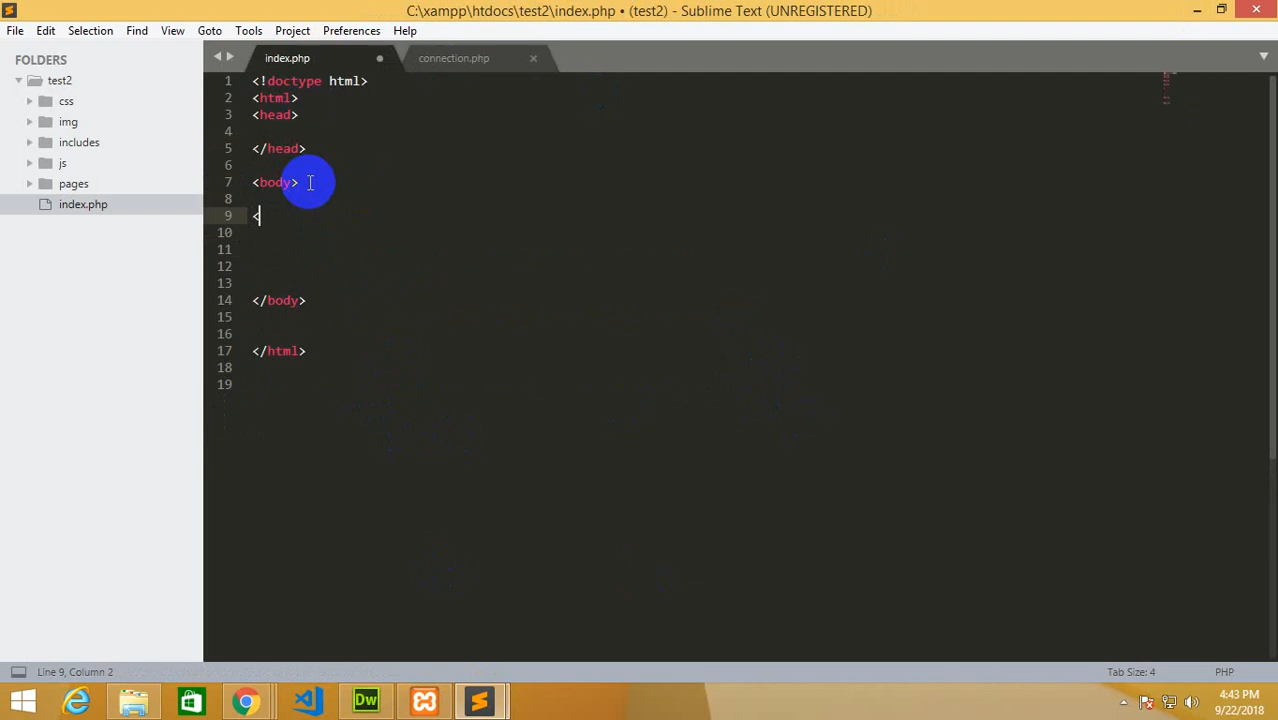 C:\xampp\htdocs\test2\index.php • (test2) - Sublime Text (UNREGISTERED)
File Edit Selection Find View Goto Tools Project Preferences Help
FOLDERS
test2
css
img
includes
js
pages
index.php
index.php connection.php
1 <!doctype html>
2 <html>
3 <head>
4
5 </head>
6
7 <body>
8
9 <
10
11
12
13
14 </body>
15
16
17 </html>
18
19
Line 9, Column 2 Tab Size: 4 PHP
Dw
4:43 PM
9/22/2018